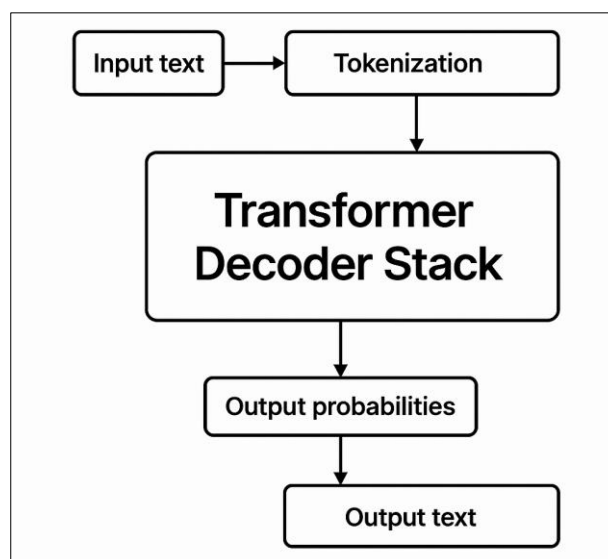 Input text
Tokenization
Transformer
Decoder Stack
Output probabilities
Output text